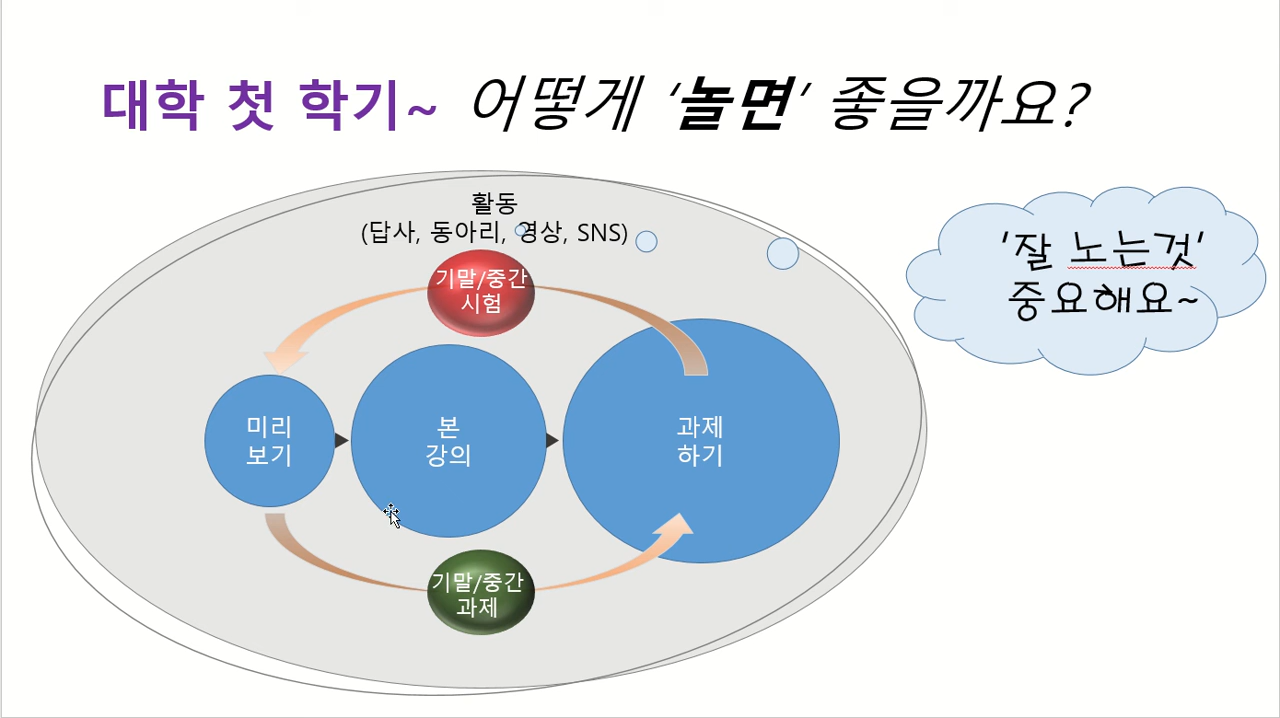 대학 첫 학기~ 어떻게 ‘놀면’ 좋을까요?
활동
(답사, 동아리, 영상, SNS)
기말/중간
시험
‘잘 노는것’
중요해요~
미리
보기
본
강의
과제
하기
기말/중간
과제